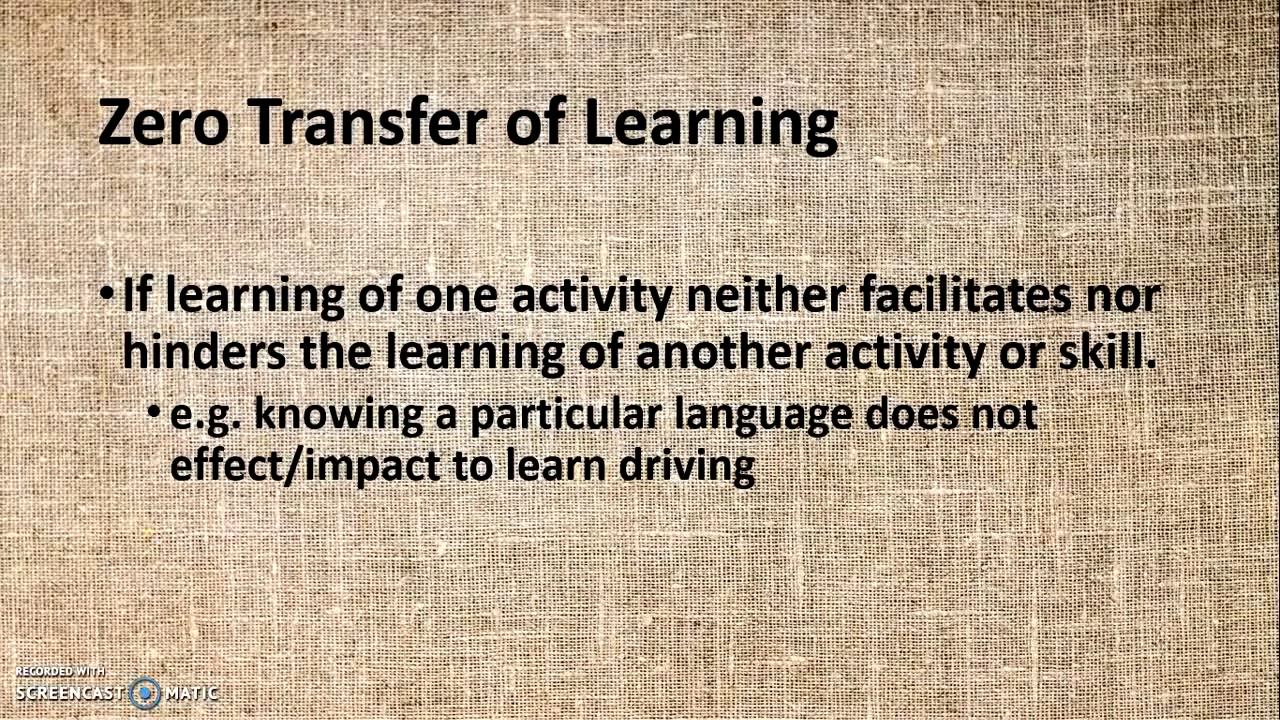 Zero Transfer of Learning
•If learning of one activity neither facilitates nor
hinders the learning of another activity or skill.
•e.g. knowing a particular language does not
effect/impact to learn driving
RECORDED WITH
SCREENCAST MATIC